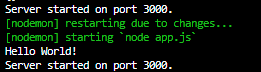 Server started on port 3000.
[nodemon] restarting due to changes...
[nodemon] starting `node app.js`
Hello World!
Server started on port 3000.